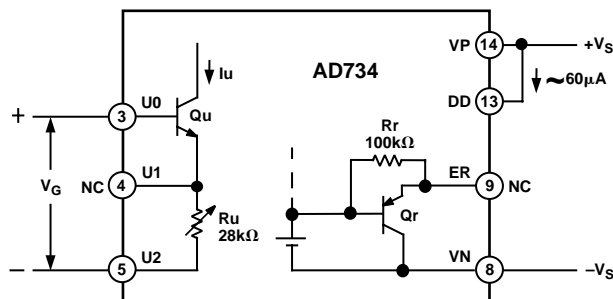 AD734
VP
14
+VS
Iu
~60μA
DD
13
+
3
U0
Qu
Rr
100kΩ
VG
NC
4
U1
ER
9
NC
Qr
Ru
28kΩ
–
5
U2
VN
8
–VS